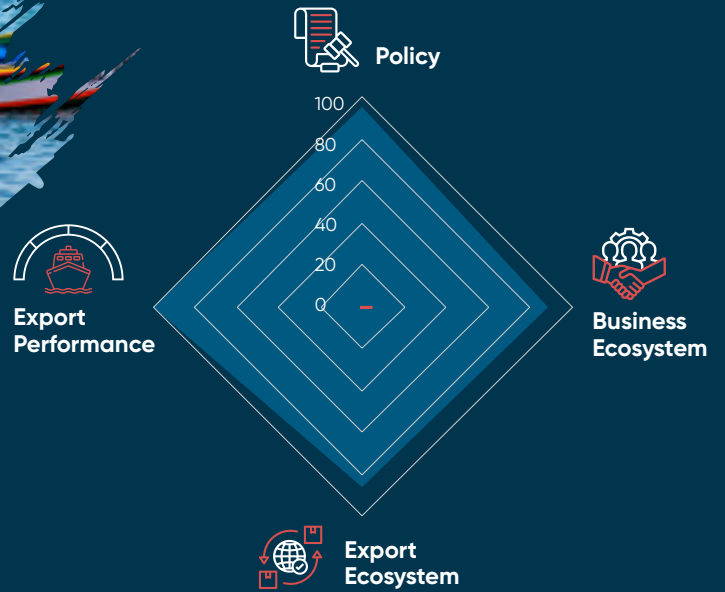 Policy
100
80
60
40
20
0
Export
Performance
Business
Ecosystem
Export
Ecosystem